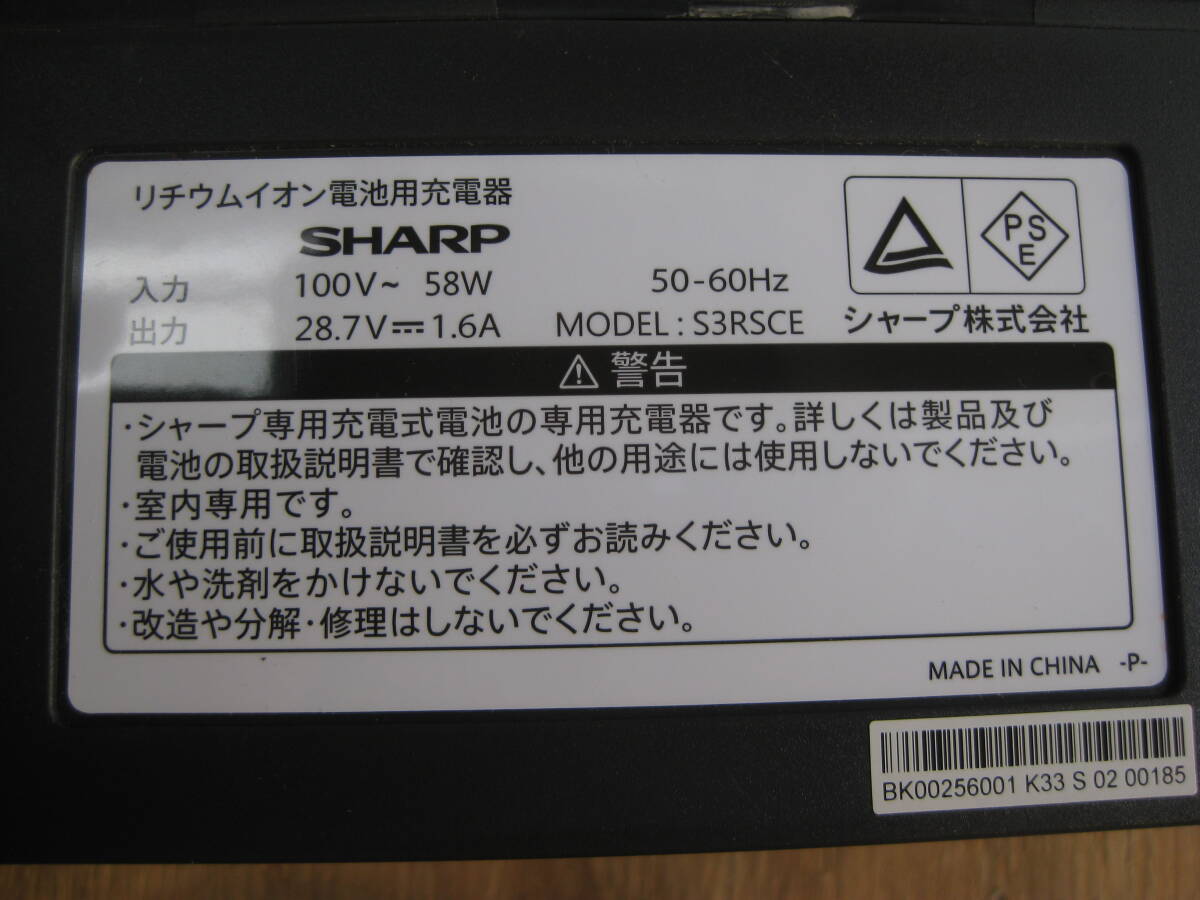 リチウムイオン電池用充電器
SHARP
入力 100V~ 58W 50-60Hz
出力 28.7V⎓1.6A MODEL : S3RSCE
PSE
シャープ株式会社
⚠ 警告
・シャープ専用充電式電池の専用充電器です。詳しくは製品及び
電池の取扱説明書で確認し、他の用途には使用しないでください。
・室内専用です。
・ご使用前に取扱説明書を必ずお読みください。
・水や洗剤をかけないでください。
・改造や分解・修理はしないでください。
MADE IN CHINA -P-
BK00256001 K33 S 02 00185